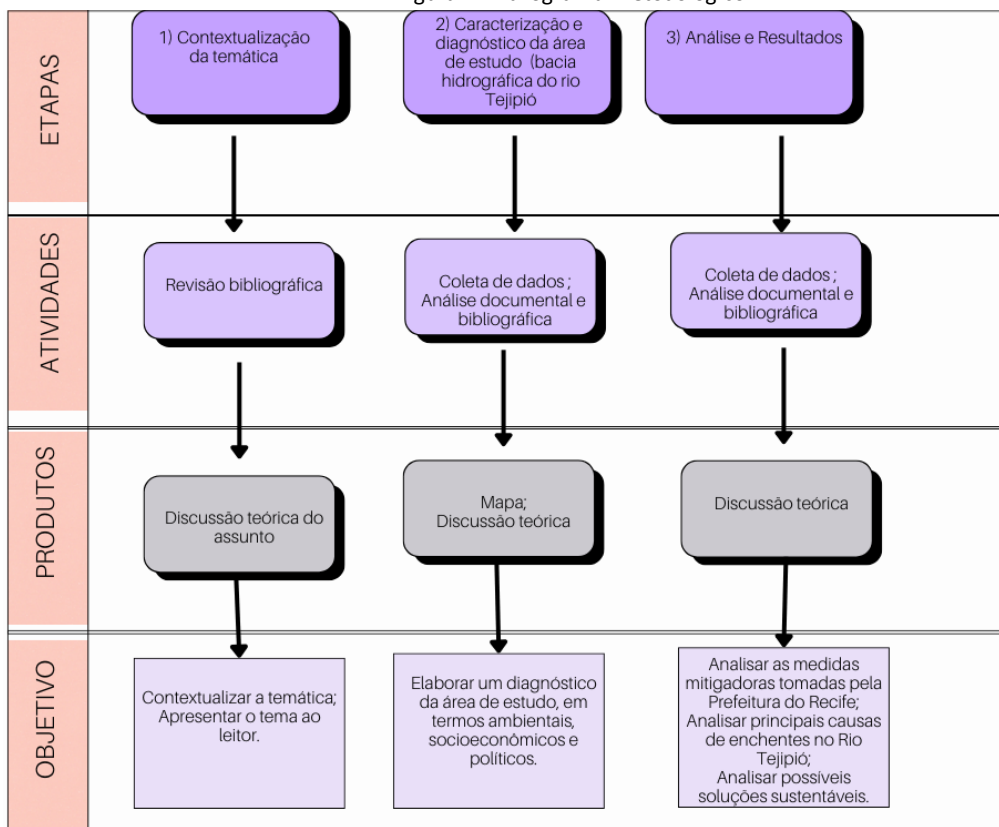 ETAPAS
1) Contextualização
da temática
2) Caracterização e
diagnóstico da área
de estudo (bacia
hidrográfica do rio
Tejipió
3) Análise e Resultados
ATIVIDADES
Revisão bibliográfica
Coleta de dados ;
Análise documental e
bibliográfica
Coleta de dados ;
Análise documental e
bibliográfica
PRODUTOS
Discussão teórica do
assunto
Mapa;
Discussão teórica
Discussão teórica
OBJETIVO
Contextualizar a temática;
Apresentar o tema ao
leitor.
Elaborar um diagnóstico
da área de estudo, em
termos ambientais,
socioeconômicos e
políticos.
Analisar as medidas
mitigadoras tomadas pela
Prefeitura do Recife;
Analisar principais causas
de enchentes no Rio
Tejipió;
Analisar possíveis
soluções sustentáveis.